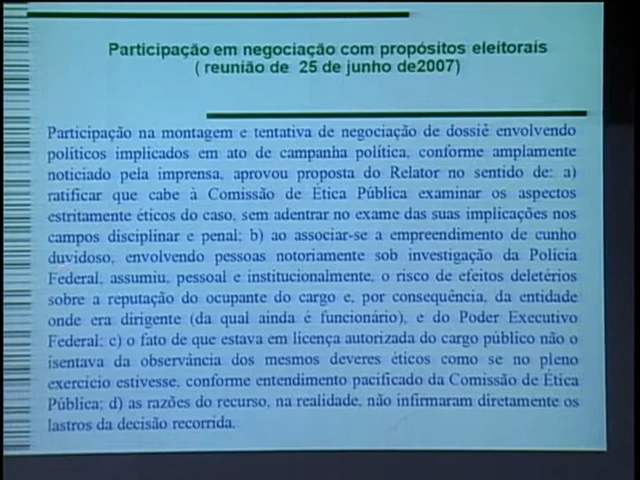 Participação em negociação com propósitos eleitorais
( reunião de 25 de junho de2007)
Participação na montagem e tentativa de negociação de dossiê envolvendo
políticos implicados em ato de campanha política, conforme amplamente
noticiado pela imprensa, aprovou proposta do Relator no sentido de: a)
ratificar que cabe à Comissão de Ética Pública examinar os aspectos
estritamente éticos do caso, sem adentrar no exame das suas implicações nos
campos disciplinar e penal; b) ao associar-se a empreendimento de cunho
duvidoso, envolvendo pessoas notoriamente sob investigação da Polícia
Federal, assumiu, pessoal e institucionalmente, o risco de efeitos deletérios
sobre a reputação do ocupante do cargo e, por consequência, da entidade
onde era dirigente (da qual ainda é funcionário), e do Poder Executivo
Federal; c) o fato de que estava em licença autorizada do cargo público não o
isentava da observância dos mesmos deveres éticos como se no pleno
exercício estivesse, conforme entendimento pacificado da Comissão de Ética
Pública; d) as razões do recurso, na realidade, não infirmaram diretamente os
lastros da decisão recorrida.